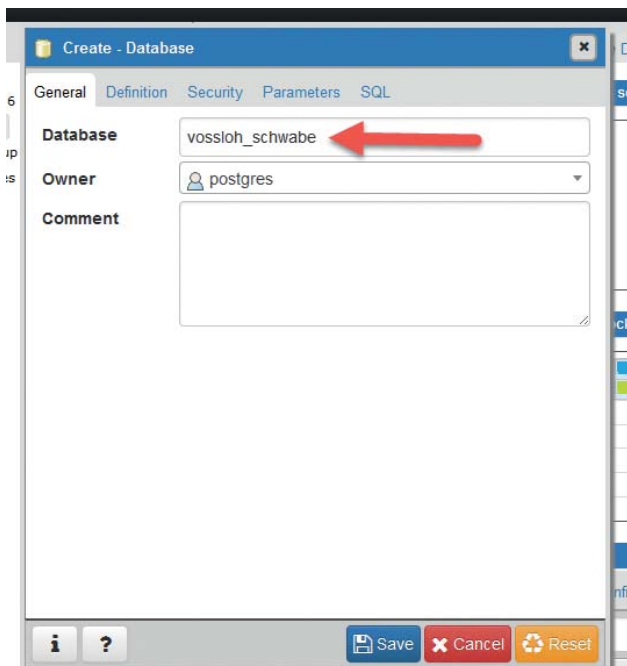 Create - Database
General Definition Security Parameters SQL
Database vossloh_schwabe
Owner postgres
Comment
i ? Save Cancel Reset